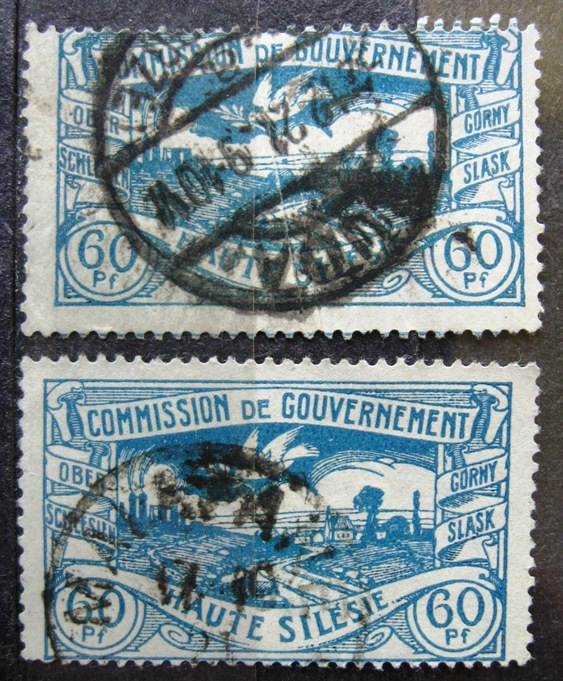 COMMISSION DE GOUVERNEMENT
OBER
SCHLESIEN
GORNY
SLASK
60
Pf
60
Pf
HAUTE SILESIE
COMMISSION DE GOUVERNEMENT
OBER
SCHLESIEN
GORNY
SLASK
60
Pf
60
Pf
HAUTE SILESIE